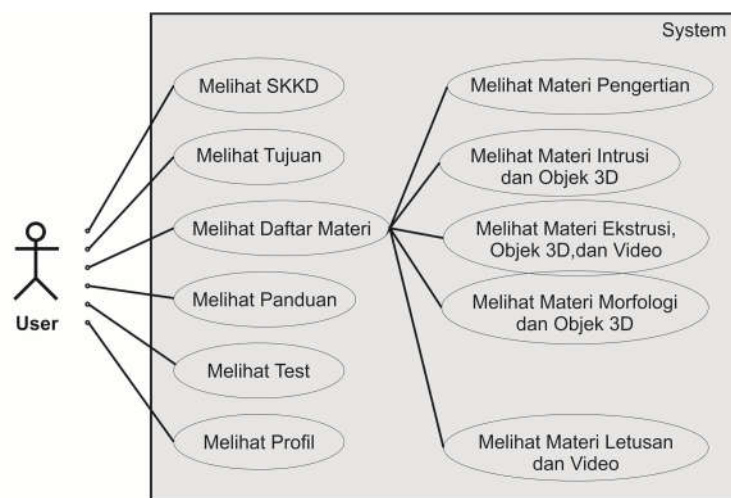 System
Melihat SKKD
Melihat Tujuan
Melihat Daftar Materi
Melihat Panduan
Melihat Test
Melihat Profil
User
Melihat Materi Pengertian
Melihat Materi Intrusi
dan Objek 3D
Melihat Materi Ekstrusi,
Objek 3D,dan Video
Melihat Materi Morfologi
dan Objek 3D
Melihat Materi Letusan
dan Video